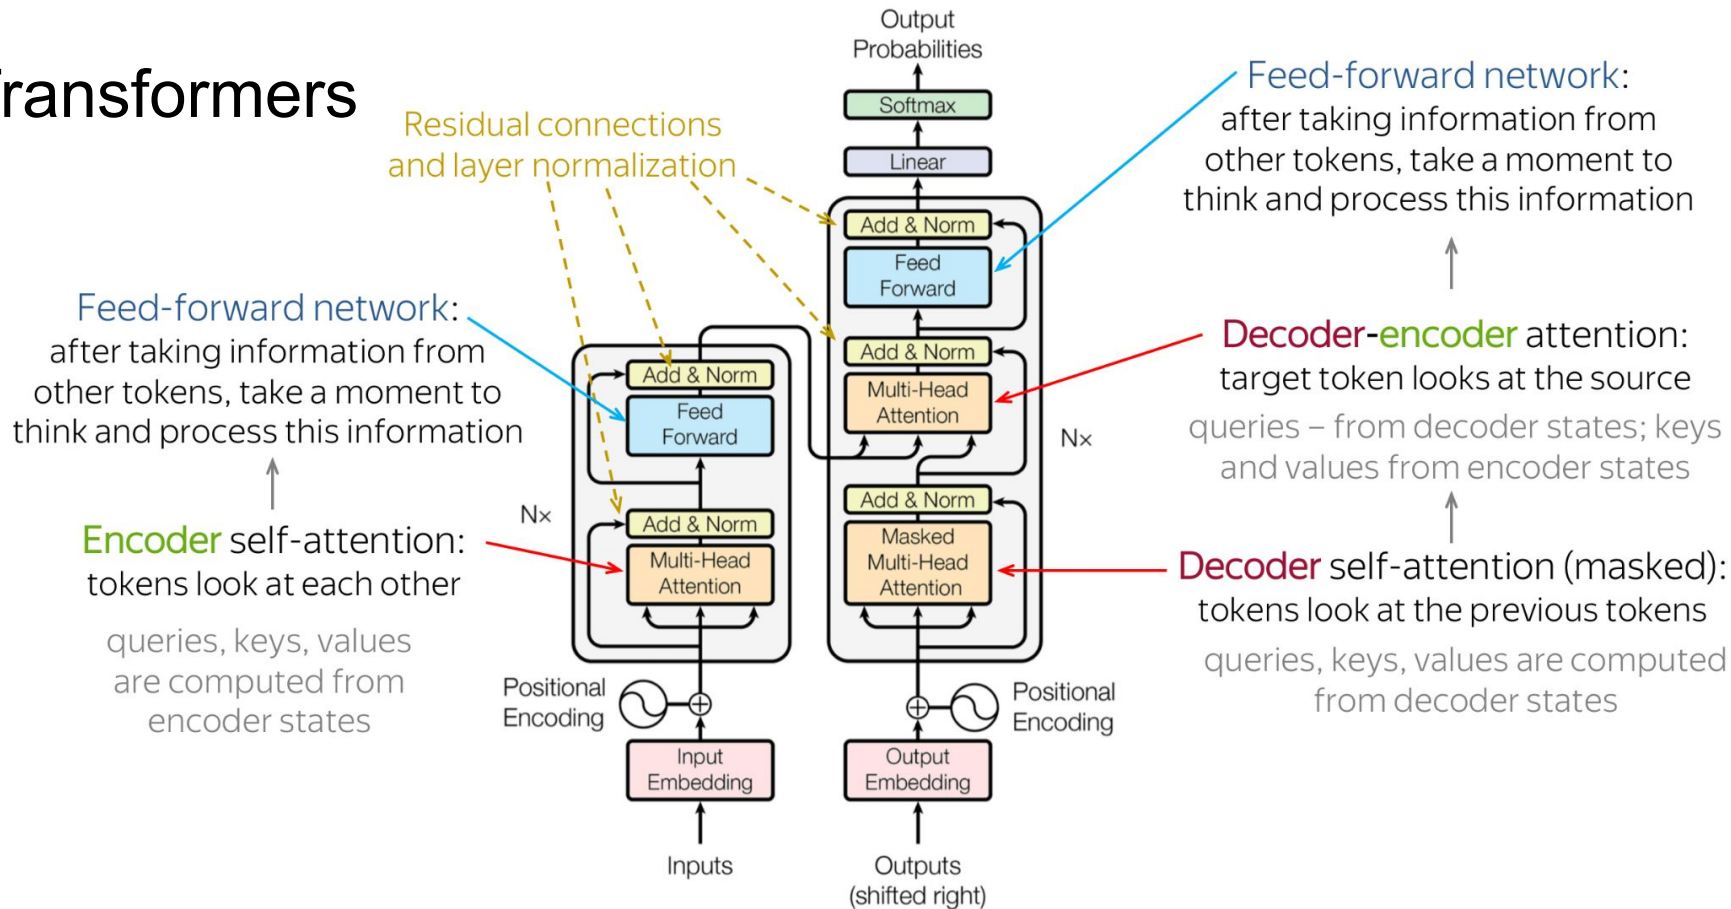 ransformers
Residual connections
and layer normalization
Feed-forward network:
after taking information from
other tokens, take a moment to
think and process this information
Encoder self-attention:
tokens look at each other
queries, keys, values
are computed from
encoder states
Nx
Add & Norm
Feed
Forward
Add & Norm
Multi-Head
Attention
Positional
Encoding
Input
Embedding
Inputs
Output
Probabilities
Softmax
Linear
Add & Norm
Feed
Forward
Add & Norm
Multi-Head
Attention
Nx
Add & Norm
Masked
Multi-Head
Attention
Positional
Encoding
Output
Embedding
Outputs
(shifted right)
Feed-forward network:
after taking information from
other tokens, take a moment to
think and process this information
Decoder-encoder attention:
target token looks at the source
queries – from decoder states; keys
and values from encoder states
Decoder self-attention (masked):
tokens look at the previous tokens
queries, keys, values are computed
from decoder states